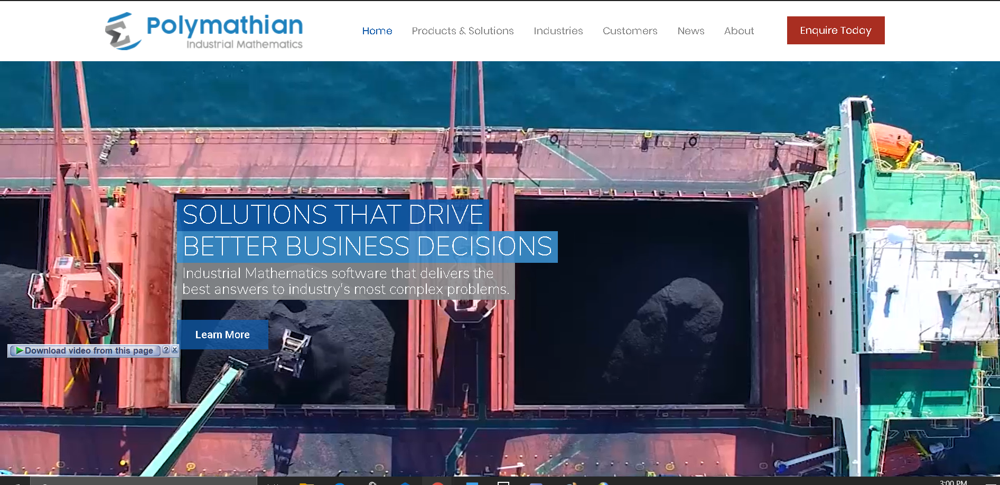 Polymathian
Industrial Mathematics
Home Products & Solutions Industries Customers News About Enquire Today
SOLUTIONS THAT DRIVE
BETTER BUSINESS DECISIONS
Industrial Mathematics software that delivers the
best answers to industry's most complex problems.
Learn More
Download video from this page ? X
3:00 PM